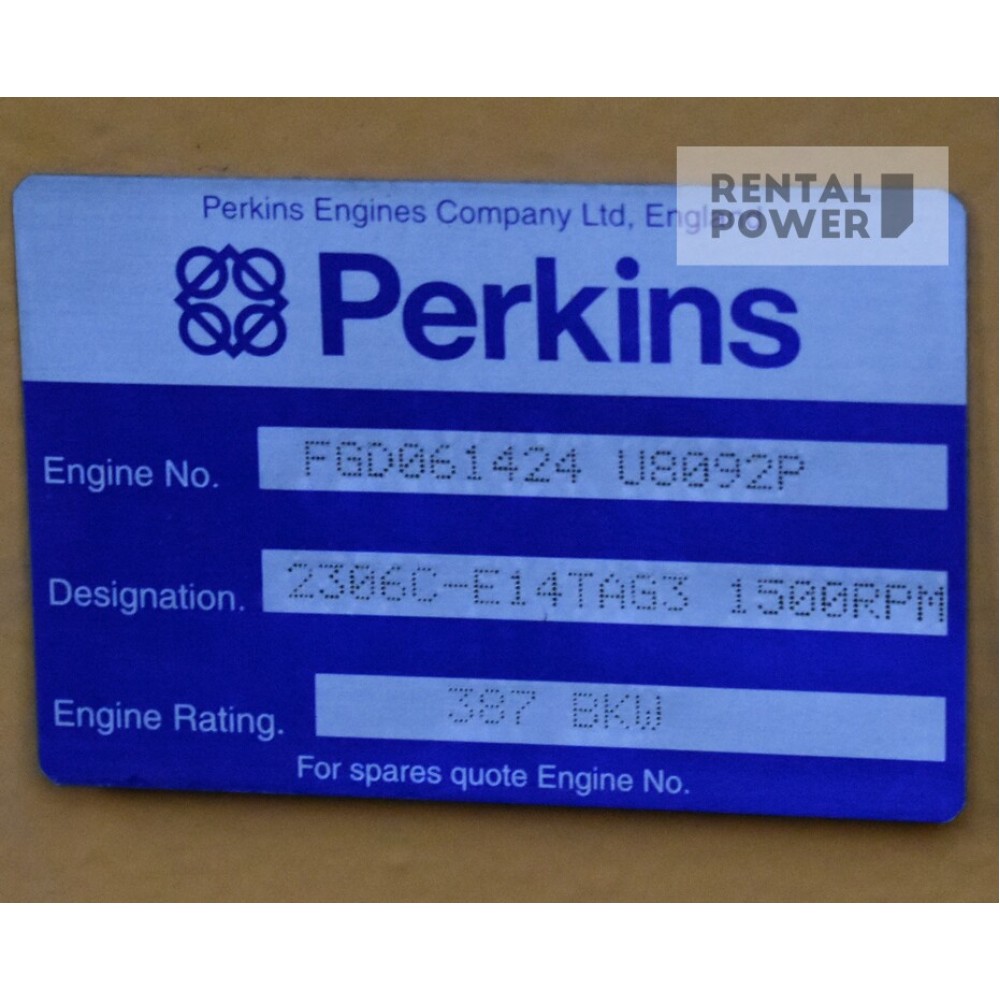 Perkins Engines Company Ltd, England
RENTAL
POWER
Perkins
Engine No. FGD061424 U8092P
Designation. 2306C-E14TAG3 1500RPM
Engine Rating. 387 BKW
For spares quote Engine No.